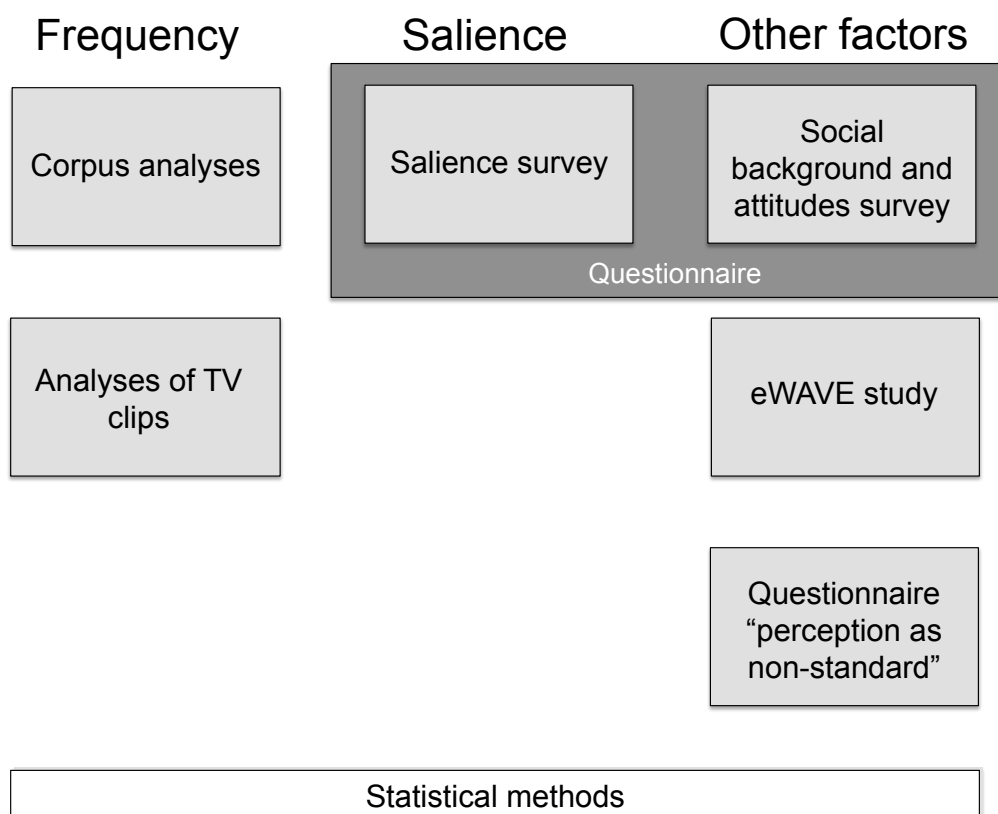 Frequency
Salience
Other factors
Corpus analyses
Salience survey
Social
background and
attitudes survey
Questionnaire
Analyses of TV
clips
eWAVE study
Questionnaire
“perception as
non-standard”
Statistical methods